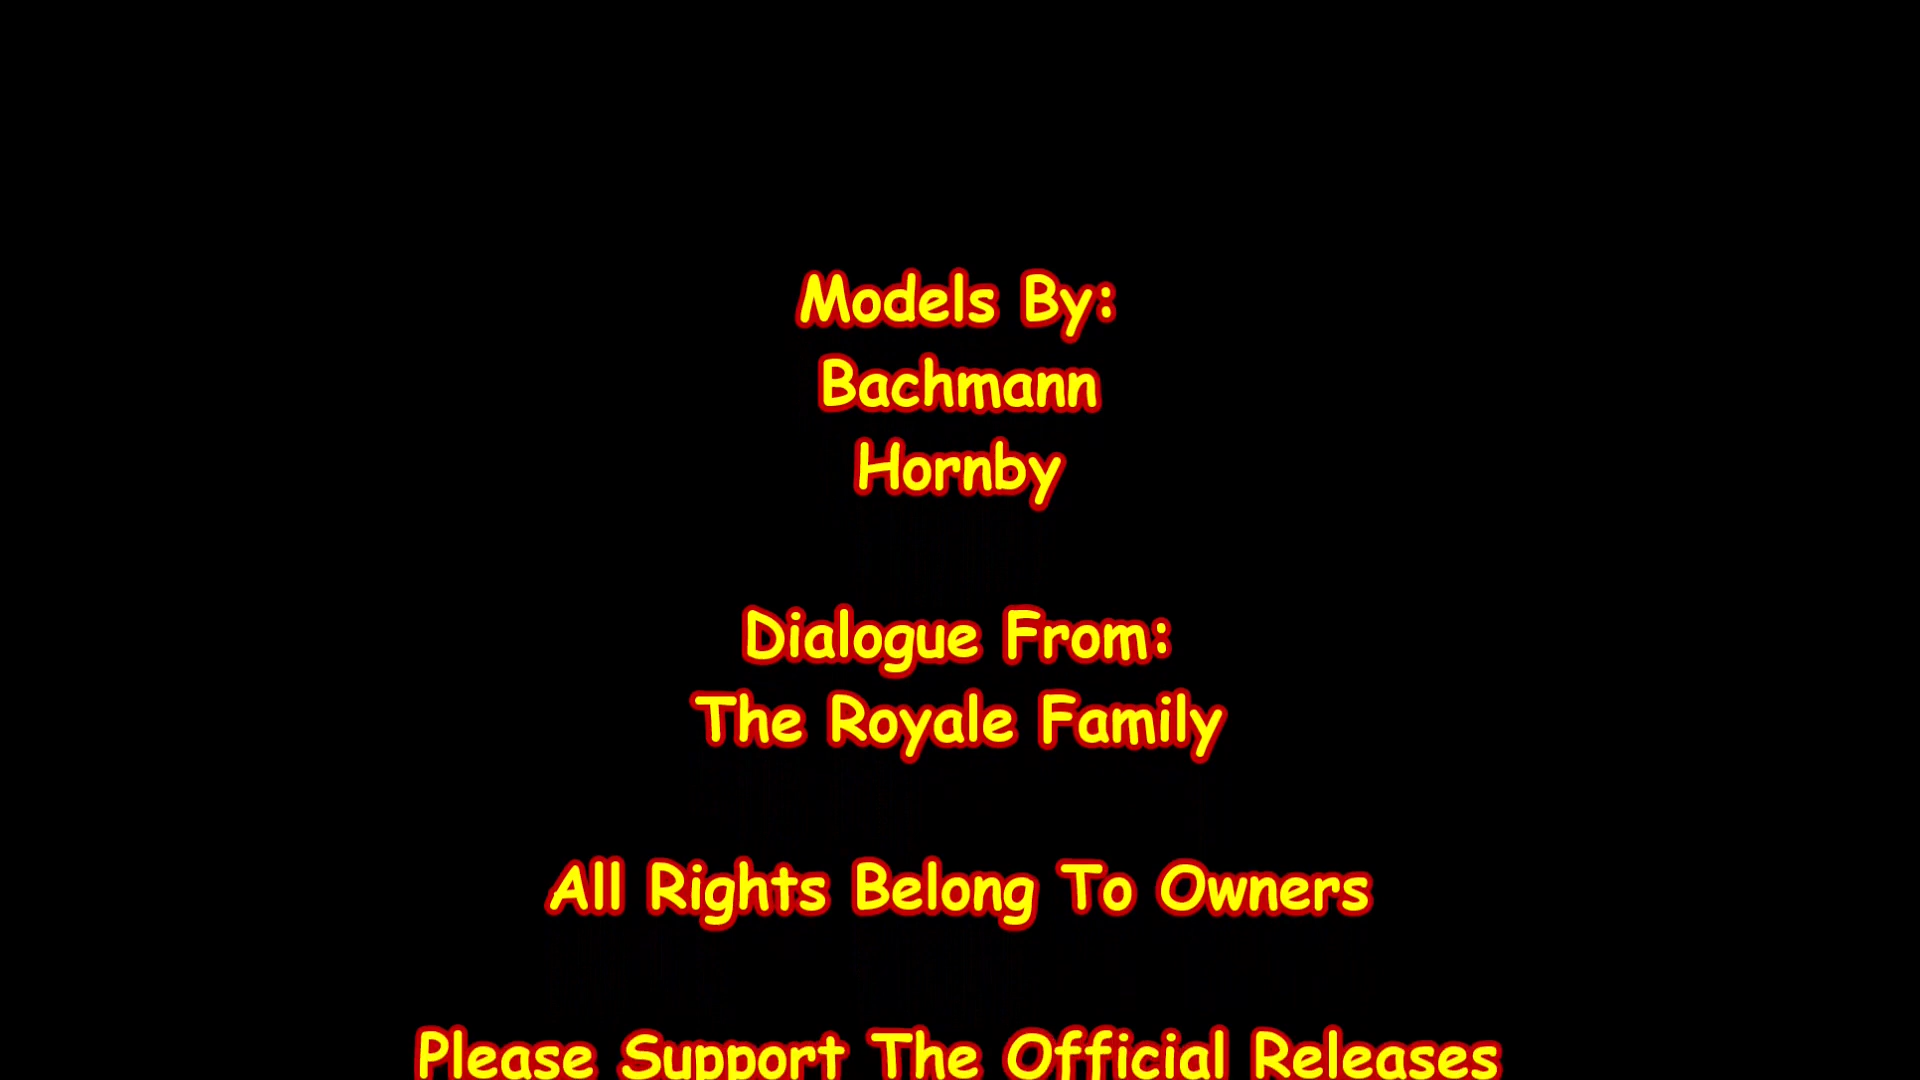 Models By:
Bachmann
Hornby
Dialogue From:
The Royale Family
All Rights Belong To Owners
Please Support The Official Releases